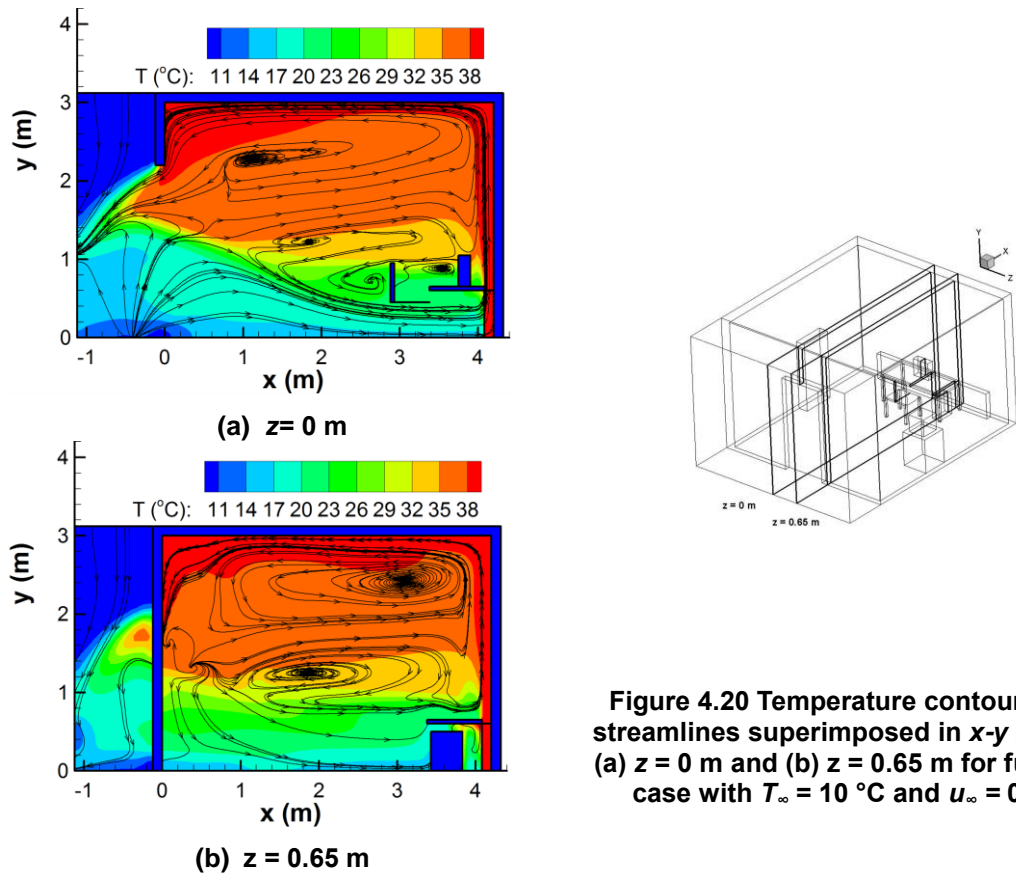 4
T (°C): 11 14 17 20 23 26 29 32 35 38
3
y (m)
2
1
0
-1 0 1 2 3 4
x (m)
(a) z= 0 m
4
T (°C): 11 14 17 20 23 26 29 32 35 38
3
y (m)
2
1
0
-1 0 1 2 3 4
x (m)
(b) z = 0.65 m
Y
X
Z
z = 0 m
z = 0.65 m
Figure 4.20 Temperature
streamlines superimposed in x-y
(a) z = 0 m and (b) z = 0.65 m for
case with T∞ = 10 °C and u∞ = 0